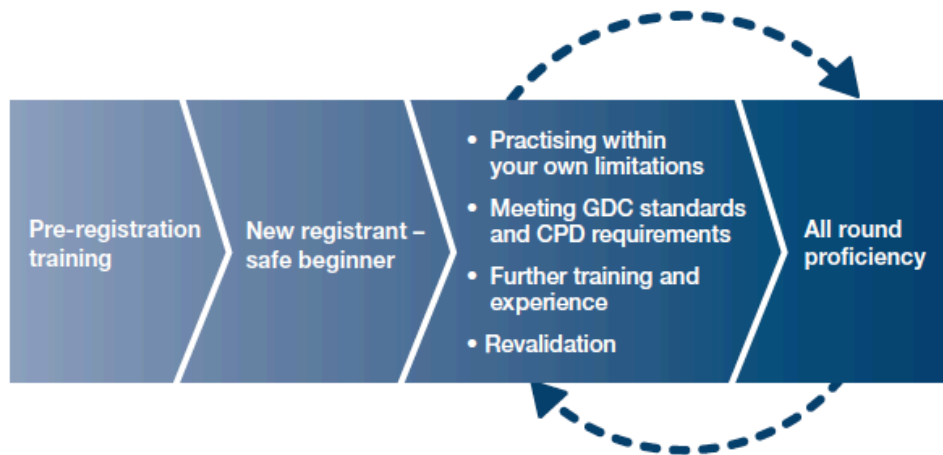 Pre-registration
training
New registrant –
safe beginner
• Practising within
your own limitations
• Meeting GDC standards
and CPD requirements
• Further training and
experience
• Revalidation
All round
proficiency